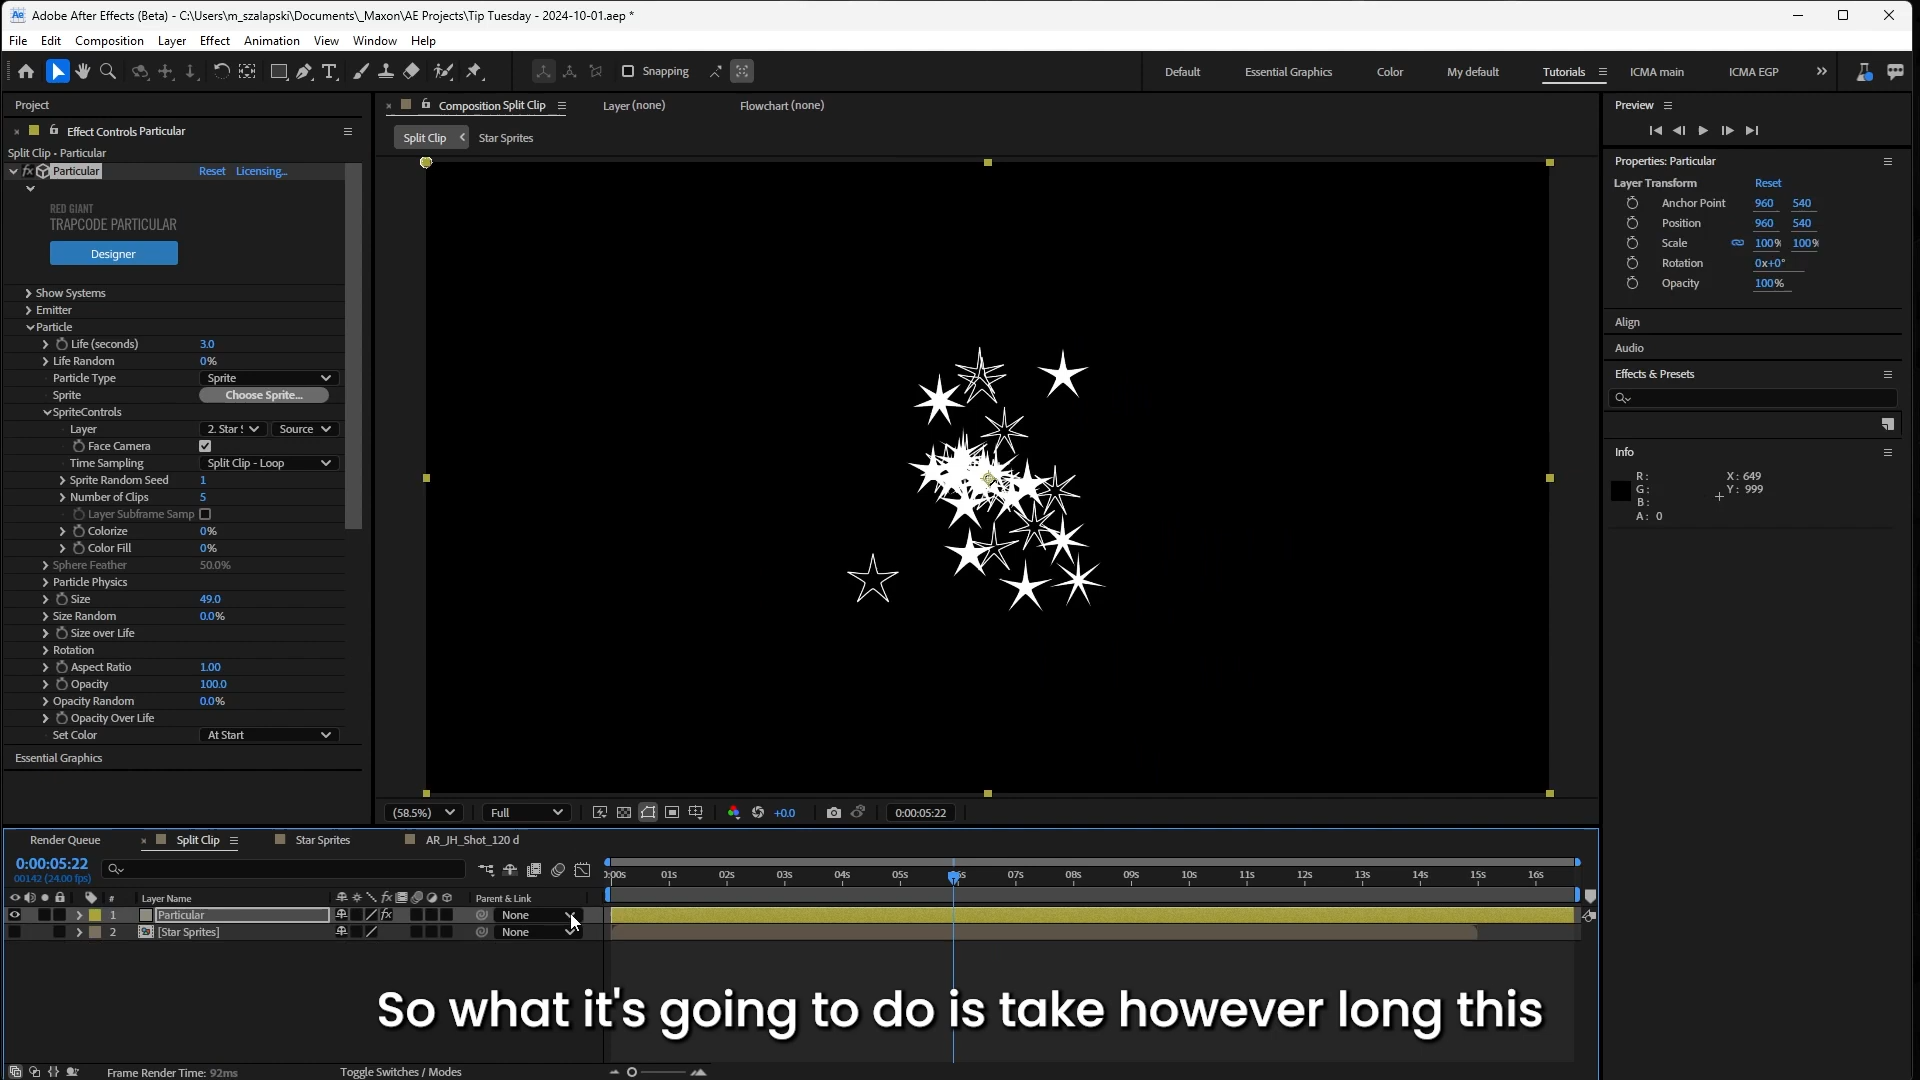 Adobe After Effects (Beta) - C:\Users\m_szalapski\Documents\_Maxon\AE Projects\Tip Tuesday - 2024-10-01.aep *
File Edit Composition Layer Effect Animation View Window Help
Snapping
Default Essential Graphics Color My default Tutorials ICMA main ICMA EGP
Project
Effect Controls Particular
Split Clip - Particular
Particular Reset Licensing...
RED GIANT
TRAPCODE PARTICULAR
Designer
Show Systems
Emitter
Particle
Life (seconds) 3.0
Life Random 0%
Particle Type Sprite
Sprite Choose Sprite...
SpriteControls
Layer 2. Star Source
Face Camera
Time Sampling Split Clip - Loop
Sprite Random Seed 1
Number of Clips 5
Layer Subframe Samp
Colorize 0%
Color Fill 0%
Sphere Feather 50.0%
Particle Physics
Size 49.0
Size Random 0.0%
Size over Life
Rotation
Aspect Ratio 1.00
Opacity 100.0
Opacity Random 0.0%
Opacity Over Life
Set Color At Start
Essential Graphics
Composition Split Clip Layer (none) Flowchart (none)
Split Clip Star Sprites
(58.5%) Full +0.0 0:00:05:22
Preview
Properties: Particular
Layer Transform Reset
Anchor Point 960 540
Position 960 540
Scale 100% 100%
Rotation 0x+0°
Opacity 100%
Align
Audio
Effects & Presets
Info
R: X: 649
G: Y: 999
B:
A: 0
Render Queue Split Clip Star Sprites AR_JH_Shot_120 d
0:00:05:22
00142 (24.00 fps)
:00s 01s 02s 03s 04s 05s 06s 07s 08s 09s 10s 11s 12s 13s 14s 15s 16s
# Layer Name fx Parent & Link
1 Particular fx None
2 [Star Sprites] None
So what it's going to do is take however long this
Frame Render Time: 92ms Toggle Switches / Modes